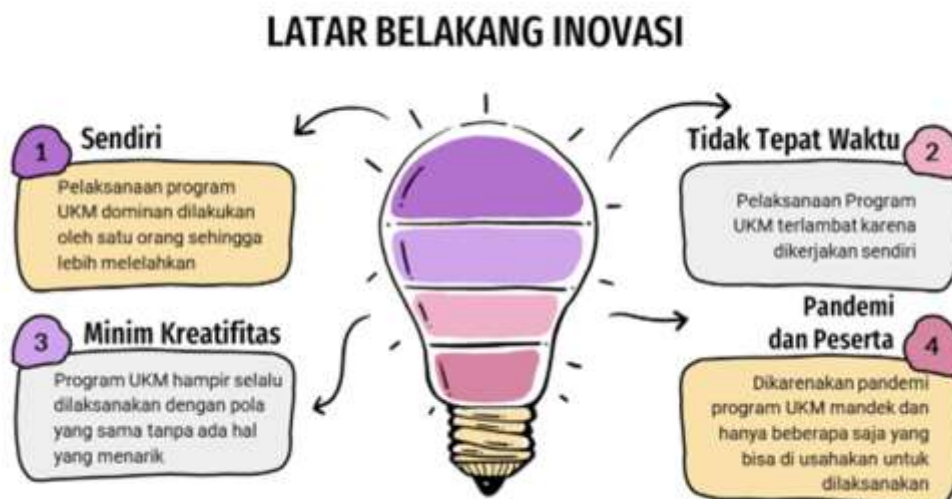 LATAR BELAKANG INOVASI
1
Sendiri
Pelaksanaan program
UKM dominan dilakukan
oleh satu orang sehingga
lebih melelahkan
Tidak Tepat Waktu
2
Pelaksanaan Program
UKM terlambat karena
dikerjakan sendiri
3
Minim Kreatifitas
Program UKM hampir selalu
dilaksanakan dengan pola
yang sama tanpa ada hal
yang menarik
Pandemi
dan Peserta
4
Dikarenakan pandemi
program UKM mandek dan
hanya beberapa saja yang
bisa di usahakan untuk
dilaksanakan